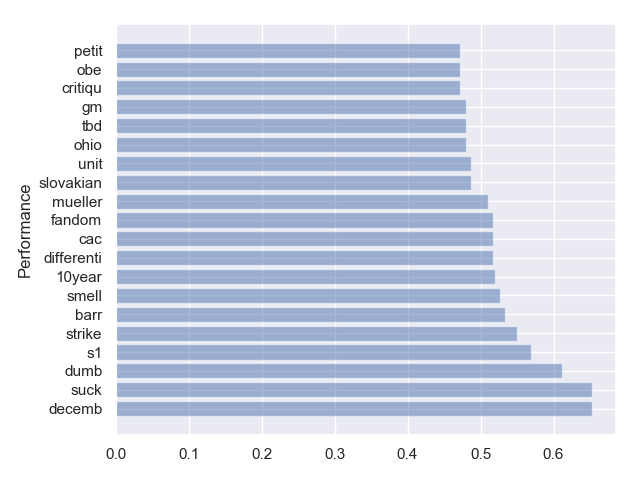 petit
obe
critiqu
gm
tbd
ohio
unit
slovakian
mueller
fandom
cac
differenti
10year
smell
barr
strike
s1
dumb
suck
decemb
Performance
0.0 0.1 0.2 0.3 0.4 0.5 0.6